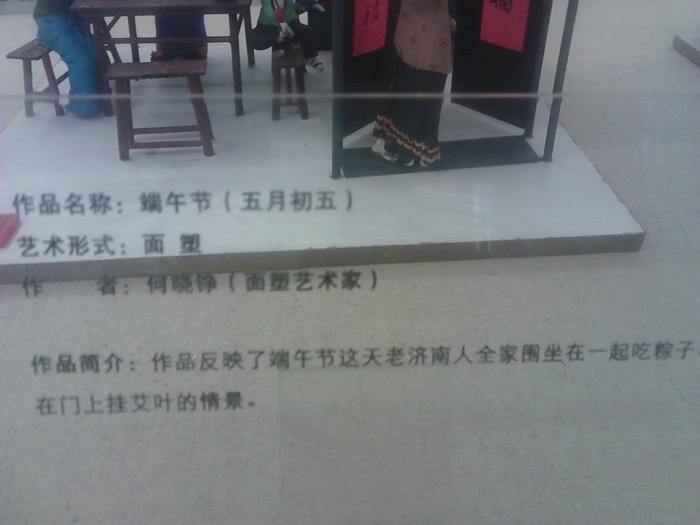 作品名称：端午节（五月初五）
艺术形式：面 塑
作　　者：何晓铮（面塑艺术家）
作品简介：作品反映了端午节这天老济南人全家围坐在一起吃粽子
在门上挂艾叶的情景。